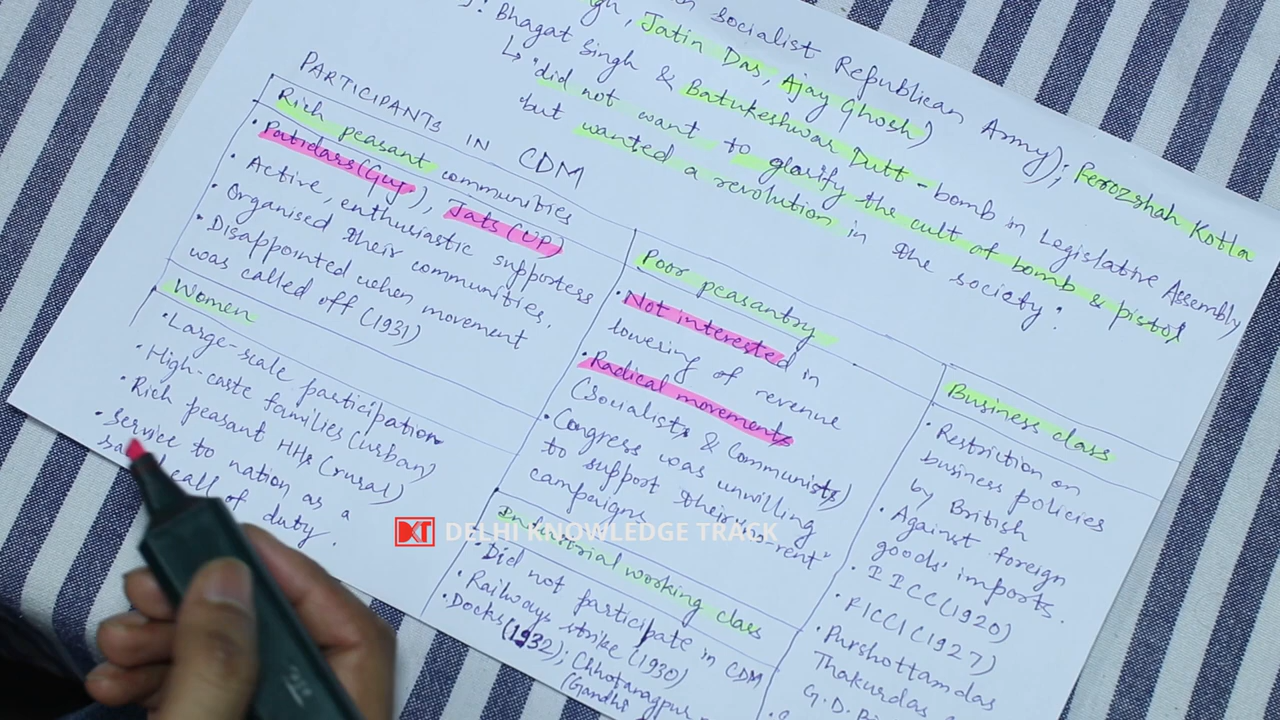 Socialist Republican Army); Ferozshah Kotla
Jatin Das, Ajay Ghosh)
Bhagat Singh & Batukeshwar Dutt - bomb in Legislative Assembly
↳ "did not want to glorify the cult of bomb & pistol
but wanted a revolution in the society".
PARTICIPANTS IN CDM
Rich peasant communities
• Patidars (Guj), Jats (UP)
• Active, enthusiastic supporters
• Organised their communities.
• Disappointed when movement
was called off (1931)
Women
• Large-scale participation
• High-caste families (urban)
• Rich peasant HHs (rural)
• Service to nation as a
call of duty.
Poor peasantry
• Not interested in
lowering of revenue
• Radical movements
(Socialists & Communists)
• Congress was unwilling
to support their
campaigns
Industrial working class
• Did not participate in CDM
• Railways strike (1930)
• Docks (1932); Chhotanagpur
(Gandhi
Business class
• Restriction on
business policies
by British
• Against foreign
goods' imports.
• IICC (1920)
• FICCI (1927)
• Purshottamdas
Thakurdas
G.D.
DKT DELHI KNOWLEDGE TRACK